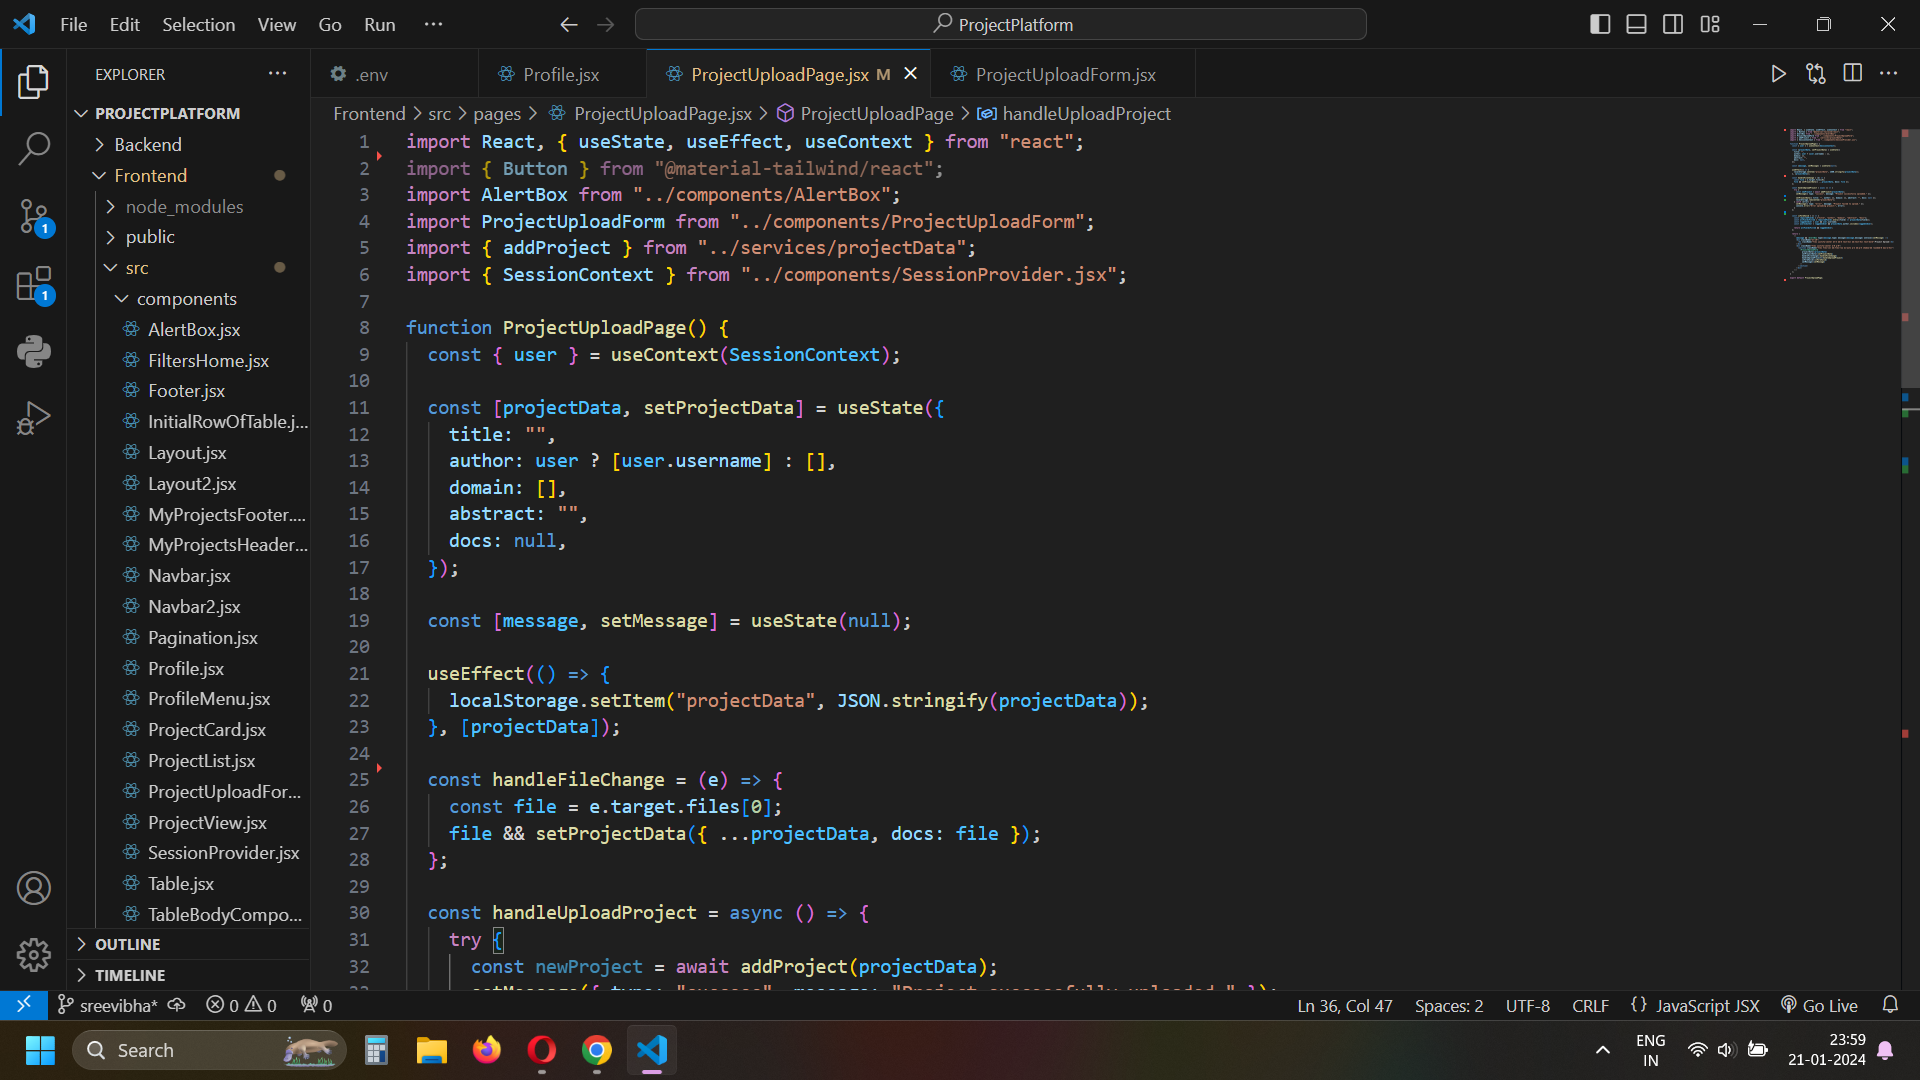 File Edit Selection View Go Run ···
ProjectPlatform
EXPLORER
PROJECTPLATFORM
Backend
Frontend
node_modules
public
src
components
AlertBox.jsx
FiltersHome.jsx
Footer.jsx
InitialRowOfTable.j...
Layout.jsx
Layout2.jsx
MyProjectsFooter....
MyProjectsHeader...
Navbar.jsx
Navbar2.jsx
Pagination.jsx
Profile.jsx
ProfileMenu.jsx
ProjectCard.jsx
ProjectList.jsx
ProjectUploadFor...
ProjectView.jsx
SessionProvider.jsx
Table.jsx
TableBodyCompo...
OUTLINE
TIMELINE
1
1
.env Profile.jsx ProjectUploadPage.jsx M ProjectUploadForm.jsx
Frontend > src > pages > ProjectUploadPage.jsx > ProjectUploadPage > handleUploadProject
1 import React, { useState, useEffect, useContext } from "react";
2 import { Button } from "@material-tailwind/react";
3 import AlertBox from "../components/AlertBox";
4 import ProjectUploadForm from "../components/ProjectUploadForm";
5 import { addProject } from "../services/projectData";
6 import { SessionContext } from "../components/SessionProvider.jsx";
7
8 function ProjectUploadPage() {
9 const { user } = useContext(SessionContext);
10
11 const [projectData, setProjectData] = useState({
12 title: "",
13 author: user ? [user.username] : [],
14 domain: [],
15 abstract: "",
16 docs: null,
17 });
18
19 const [message, setMessage] = useState(null);
20
21 useEffect(() => {
22 localStorage.setItem("projectData", JSON.stringify(projectData));
23 }, [projectData]);
24
25 const handleFileChange = (e) => {
26 const file = e.target.files[0];
27 file && setProjectData({ ...projectData, docs: file });
28 };
29
30 const handleUploadProject = async () => {
31 try {
32 const newProject = await addProject(projectData);
33 setMessage({ type: "success", message: "Project successfully uploaded." });
sreevibha* 0 0 0
Ln 36, Col 47 Spaces: 2 UTF-8 CRLF {} JavaScript JSX Go Live
Search
ENG
IN
23:59
21-01-2024